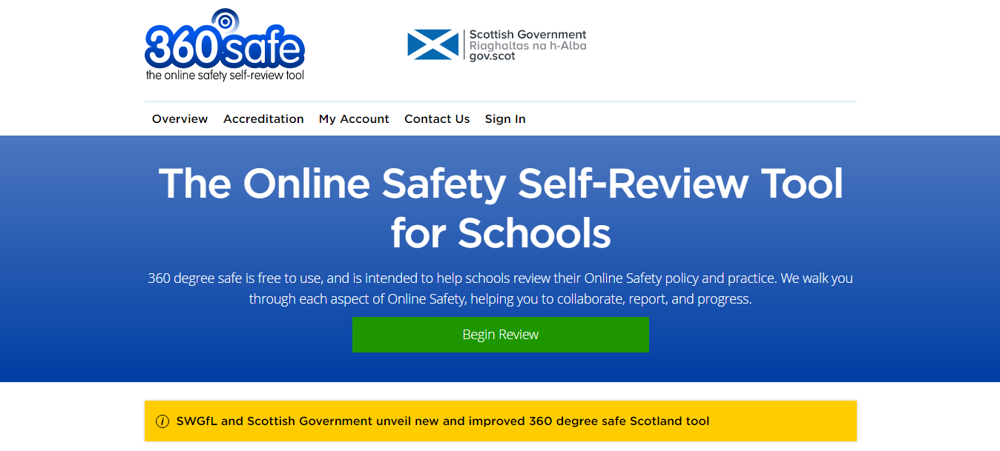 360safe
the online safety self-review tool
Scottish Government
Riaghaltas na h-Alba
gov.scot
Overview Accreditation My Account Contact Us Sign In
The Online Safety Self-Review Tool
for Schools
360 degree safe is free to use, and is intended to help schools review their Online Safety policy and practice. We walk you
through each aspect of Online Safety, helping you to collaborate, report, and progress.
Begin Review
i SWGfL and Scottish Government unveil new and improved 360 degree safe Scotland tool